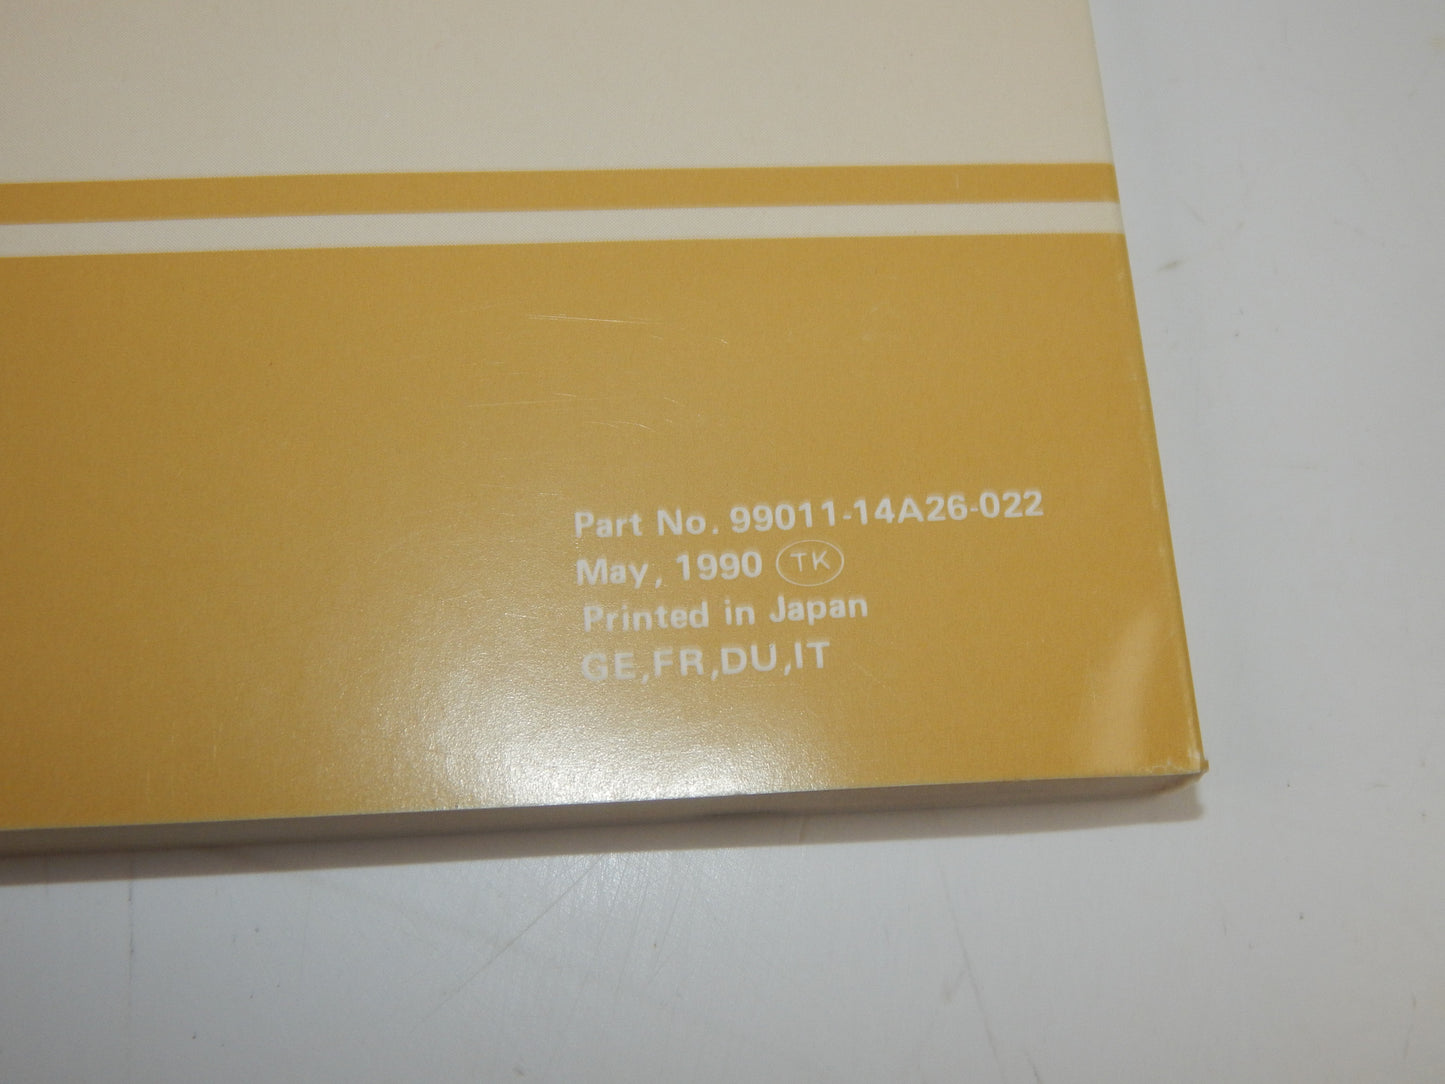 Part No. 99011-14A26-022
May, 1990 TK
Printed in Japan
GE,FR,DU,IT